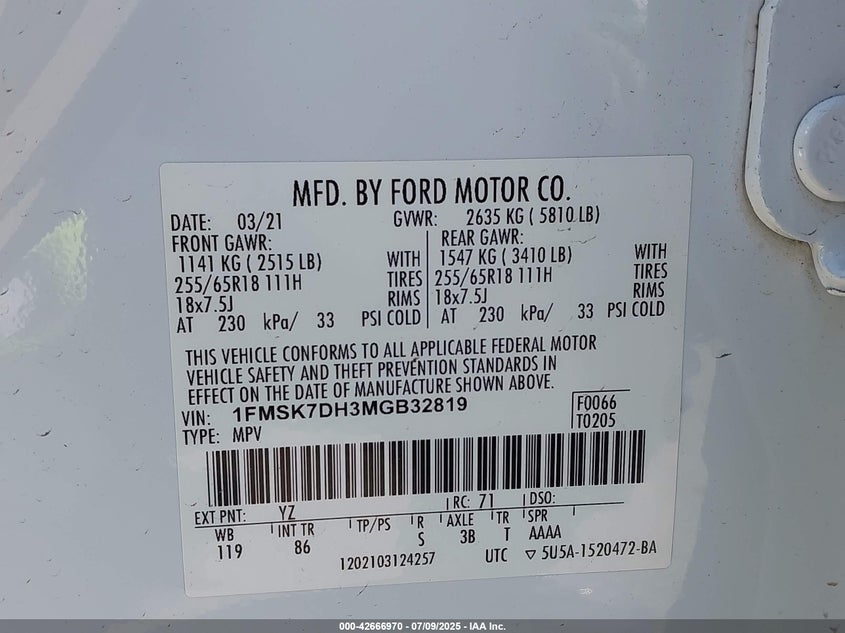 MFD. BY FORD MOTOR CO.
DATE: 03/21 GVWR: 2635 KG ( 5810 LB)
FRONT GAWR: REAR GAWR:
1141 KG ( 2515 LB) WITH 1547 KG ( 3410 LB) WITH
255/65R18 111H TIRES 255/65R18 111H TIRES
18x7.5J RIMS 18x7.5J RIMS
AT 230 kPa/ 33 PSI COLD AT 230 kPa/ 33 PSI COLD
THIS VEHICLE CONFORMS TO ALL APPLICABLE FEDERAL MOTOR
VEHICLE SAFETY AND THEFT PREVENTION STANDARDS IN
EFFECT ON THE DATE OF MANUFACTURE SHOWN ABOVE.
VIN: 1FMSK7DH3MGB32819 F0066
TYPE: MPV T0205
EXT PNT: YZ RC: 71 DSO:
WB INT TR TP/PS R AXLE TR SPR
119 86 S 3B T AAAA
1202103124257 UTC ▽ 5U5A-1520472-BA
000-42666970 - 07/09/2025 - IAA Inc.